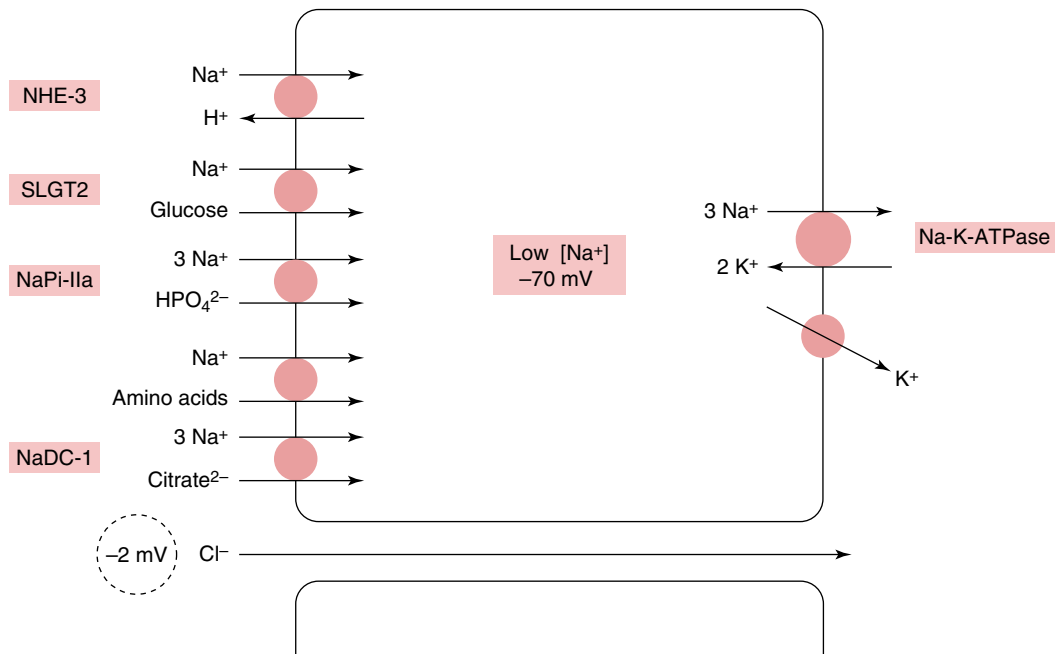 NHE-3
Na⁺
H⁺
SLGT2
Na⁺
Glucose
NaPi-IIa
3 Na⁺
HPO₄²⁻
Na⁺
Amino acids
NaDC-1
3 Na⁺
Citrate²⁻
Low [Na⁺]
–70 mV
3 Na⁺
2 K⁺
Na-K-ATPase
K⁺
–2 mV
Cl⁻